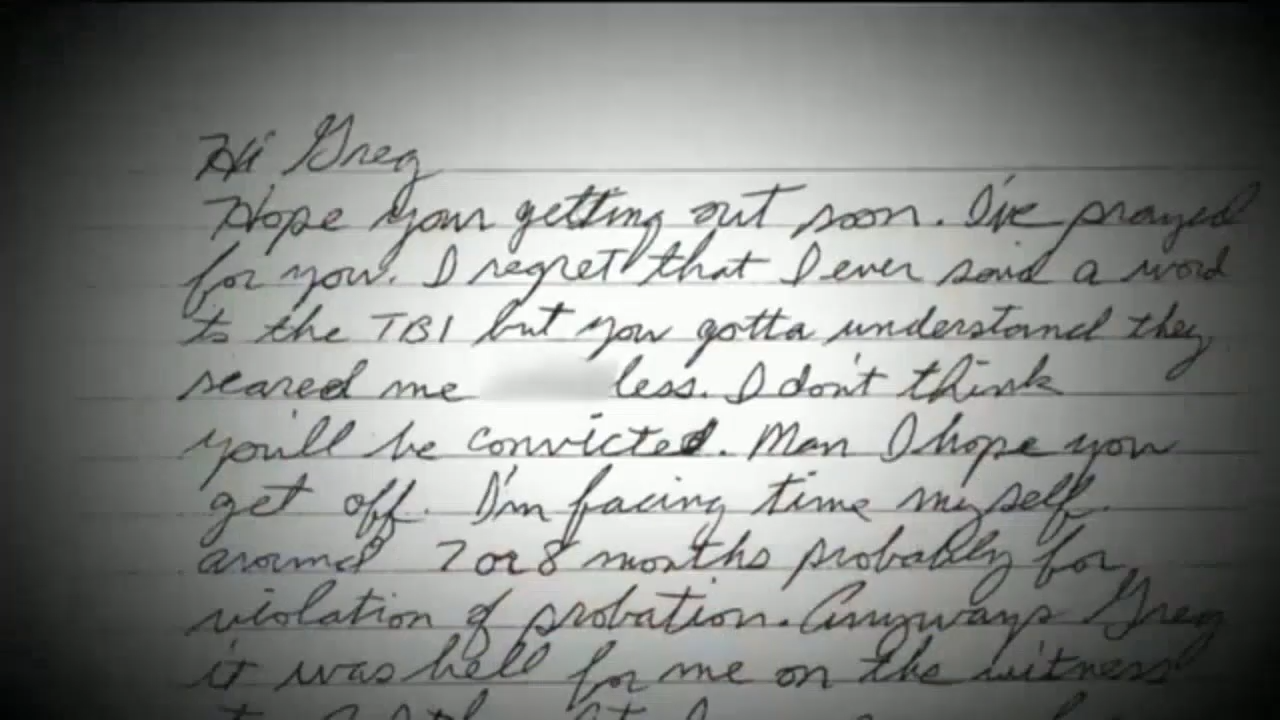 Hi Greg
Hope your getting out soon. I've prayed
for you. I regret that I ever said a word
to the TBI but you gotta understand they
scared me less. I don't think
you'll be convicted. Man I hope you
get off. I'm facing time myself.
around 7 or 8 months probably for
violation of probation. Anyways Greg
it was hell for me on the witness